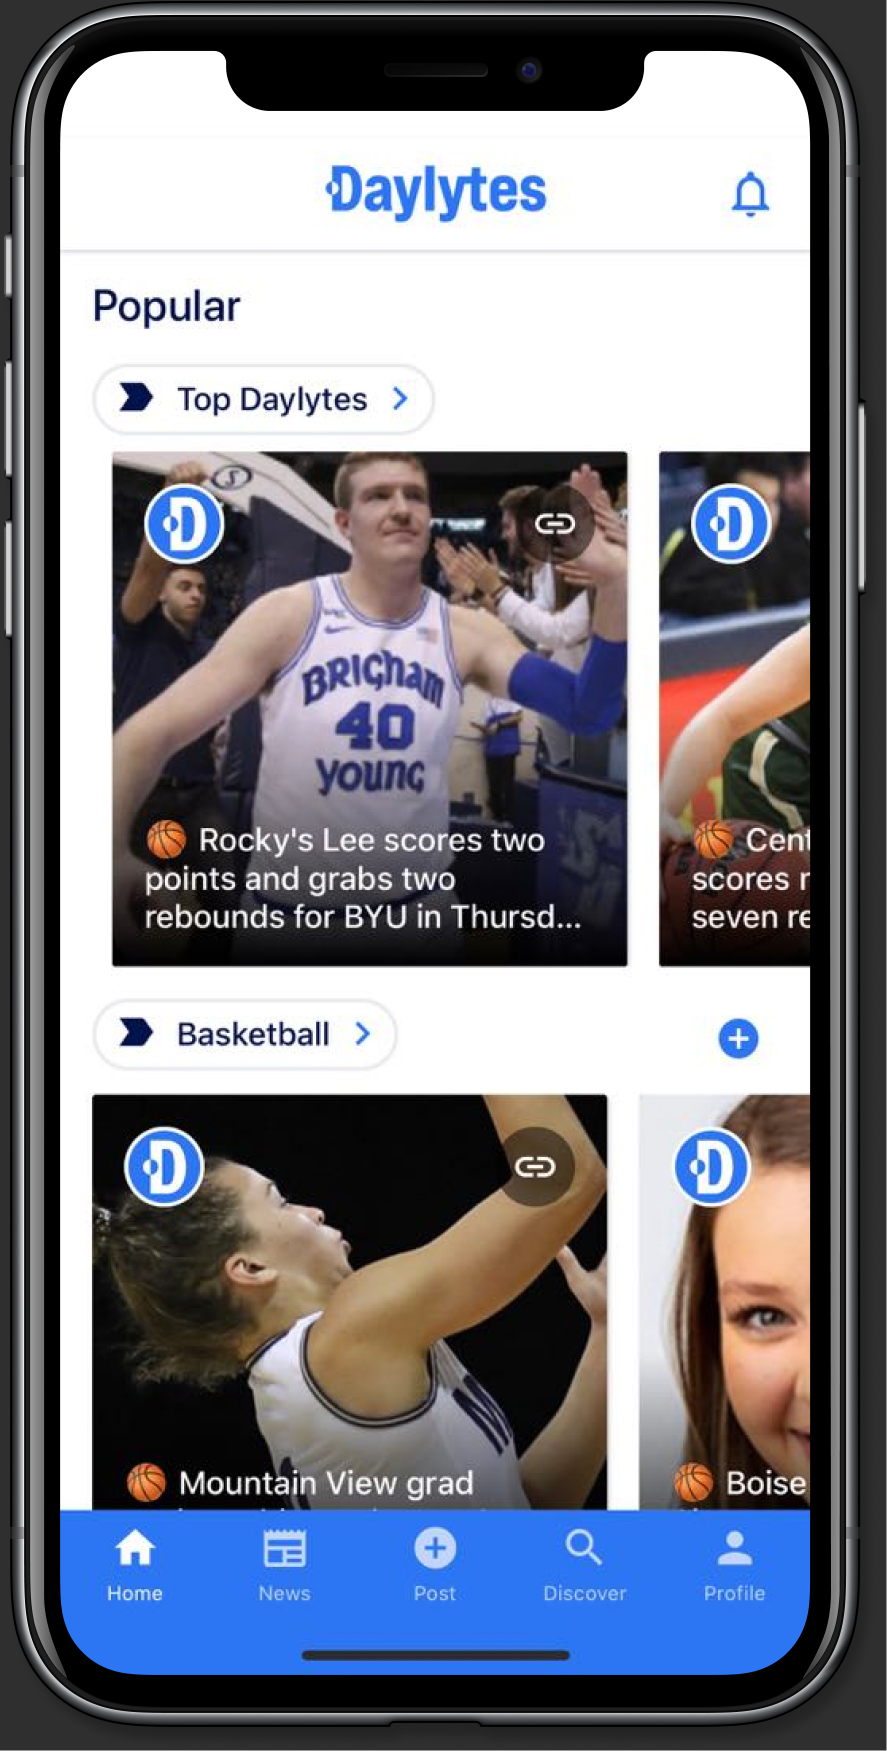 Daylytes
Popular
Top Daylytes
D
D
BRIGHAM
40
YOUNG
Rocky's Lee scores two
points and grabs two
rebounds for BYU in Thursd...
Cent
scores
seven re
Basketball
D
D
M
Mountain View grad
Boise
Home
News
Post
Discover
Profile